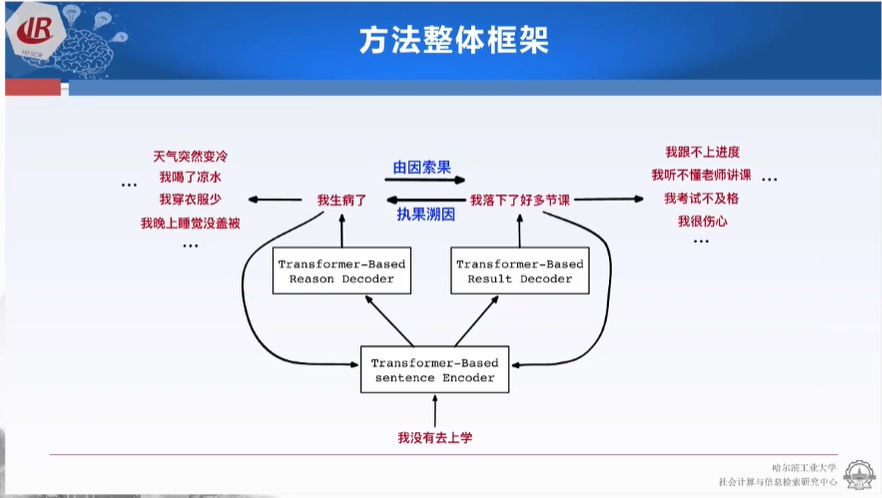 方法整体框架
HIT·SCIR
天气突然变冷
我喝了凉水
我穿衣服少
我晚上睡觉没盖被
…
…
我生病了
由因索果
执果溯因
我落下了好多节课
我跟不上进度
我听不懂老师讲课
我考试不及格
我很伤心
…
…
Transformer-Based
Reason Decoder
Transformer-Based
Result Decoder
Transformer-Based
sentence Encoder
我没有去上学
哈尔滨工业大学
社会计算与信息检索研究中心